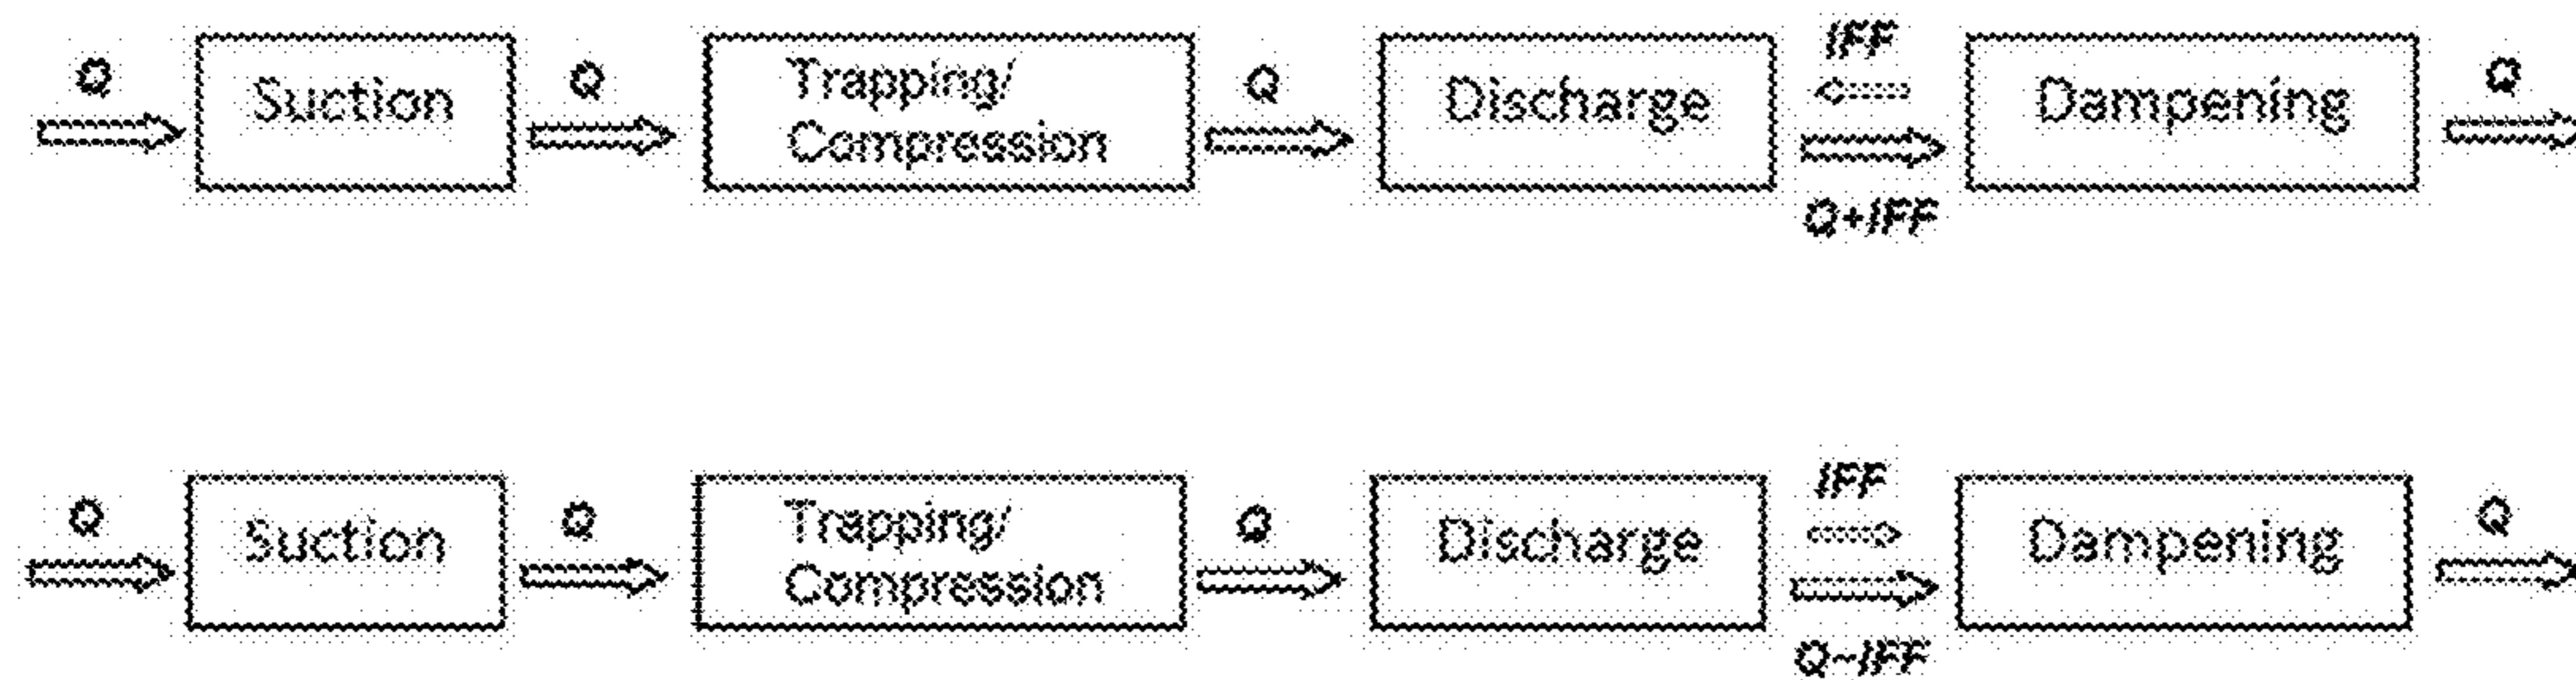 Q Suction Q Trapping/ Q Discharge IFF Dampening Q
Compression
Q+IFF
Q Suction Q Trapping/ Q Discharge IFF Dampening Q
Compression
Q-IFF